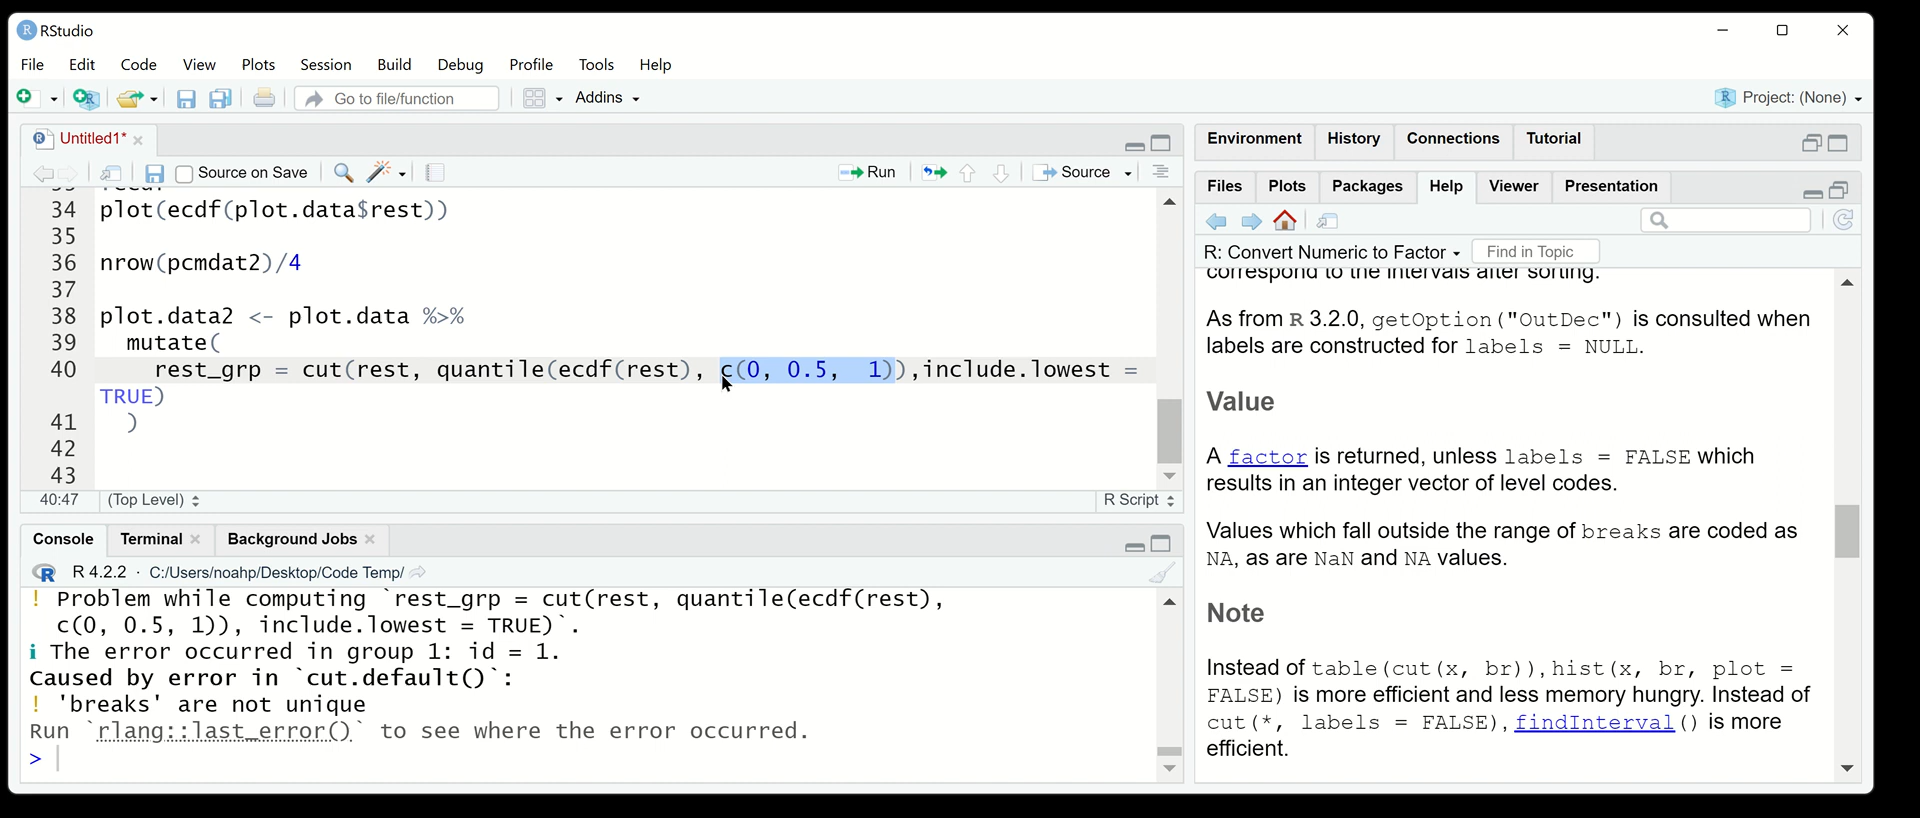 RStudio
File Edit Code View Plots Session Build Debug Profile Tools Help
Go to file/function Addins Project: (None)
Untitled1*
Source on Save Run Source
34 plot(ecdf(plot.data$rest))
35
36 nrow(pcmdat2)/4
37
38 plot.data2 <- plot.data %>%
39 mutate(
40 rest_grp = cut(rest, quantile(ecdf(rest), c(0, 0.5, 1)),include.lowest =
TRUE)
41 )
42
43
40:47 (Top Level) R Script
Console Terminal Background Jobs
R 4.2.2 · C:/Users/noahp/Desktop/Code Temp/
! Problem while computing `rest_grp = cut(rest, quantile(ecdf(rest),
c(0, 0.5, 1)), include.lowest = TRUE)`.
i The error occurred in group 1: id = 1.
Caused by error in `cut.default()`:
! 'breaks' are not unique
Run `rlang::last_error()` to see where the error occurred.
>
Environment History Connections Tutorial
Files Plots Packages Help Viewer Presentation
R: Convert Numeric to Factor Find in Topic
correspond to the intervals after sorting.
As from R 3.2.0, getOption("OutDec") is consulted when
labels are constructed for labels = NULL.
Value
A factor is returned, unless labels = FALSE which
results in an integer vector of level codes.
Values which fall outside the range of breaks are coded as
NA, as are NaN and NA values.
Note
Instead of table(cut(x, br)), hist(x, br, plot =
FALSE) is more efficient and less memory hungry. Instead of
cut(*, labels = FALSE), findInterval() is more
efficient.